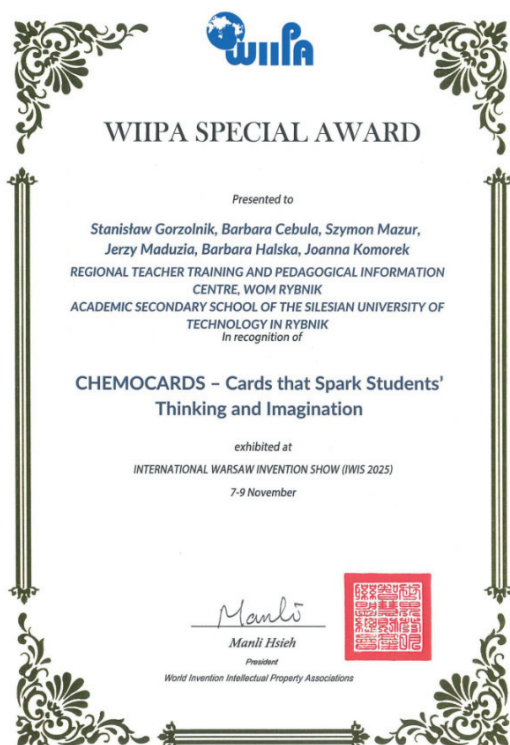 WIIPA
WIIPA SPECIAL AWARD
Presented to
Stanisław Gorzolnik, Barbara Cebula, Szymon Mazur,
Jerzy Maduzia, Barbara Halska, Joanna Komorek
REGIONAL TEACHER TRAINING AND PEDAGOGICAL INFORMATION
CENTRE, WOM RYBNIK
ACADEMIC SECONDARY SCHOOL OF THE SILESIAN UNIVERSITY OF
TECHNOLOGY IN RYBNIK
In recognition of
CHEMOCARDS – Cards that Spark Students’
Thinking and Imagination
exhibited at
INTERNATIONAL WARSAW INVENTION SHOW (IWIS 2025)
7-9 November
Manli
Manli Hsieh
President
World Invention Intellectual Property Associations